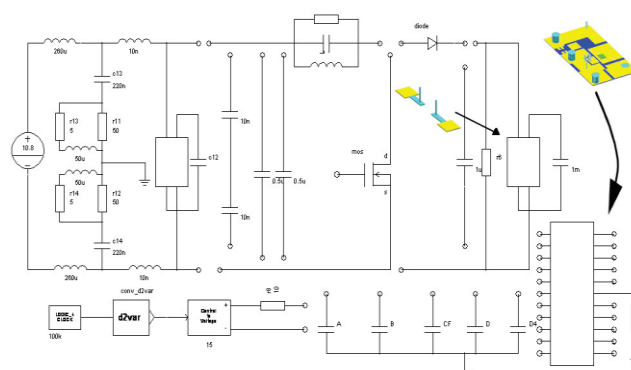 diode
260u
10n
c13
220n
r13
5
r11
50
50u
10.8
50u
r14
5
r12
50
c14
220n
260u
10n
c12
10n
10n
0.5u
0.5u
mos
d
s
1u
r6
1m
conv_d2var
LOGIC_4
CLOCK
100k
d2var
Control
to
Voltage
+
-
15
10
A
B
CF
D
D4